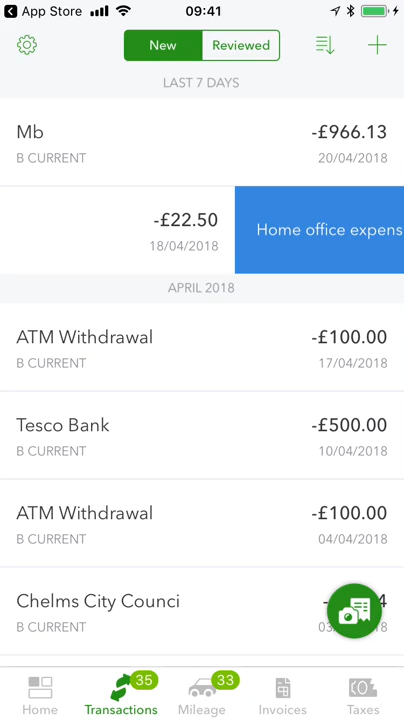 App Store 09:41
New Reviewed
LAST 7 DAYS
Mb -£966.13
B CURRENT 20/04/2018
-£22.50 Home office expens
18/04/2018
APRIL 2018
ATM Withdrawal -£100.00
B CURRENT 17/04/2018
Tesco Bank -£500.00
B CURRENT 10/04/2018
ATM Withdrawal -£100.00
B CURRENT 04/04/2018
Chelms City Counci
B CURRENT
35 33
Home Transactions Mileage Invoices Taxes